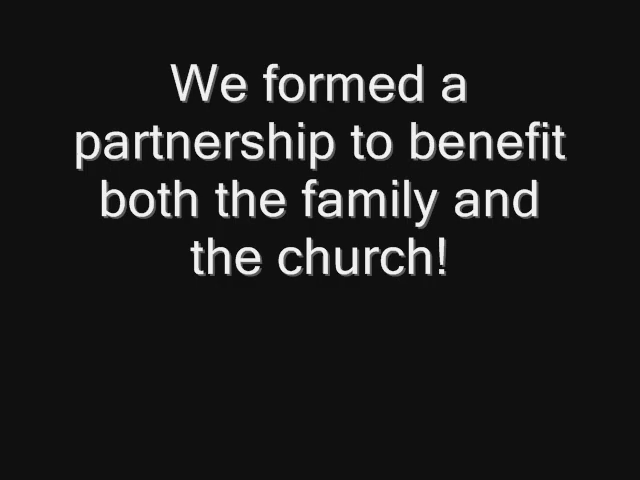 We formed a
partnership to benefit
both the family and
the church!